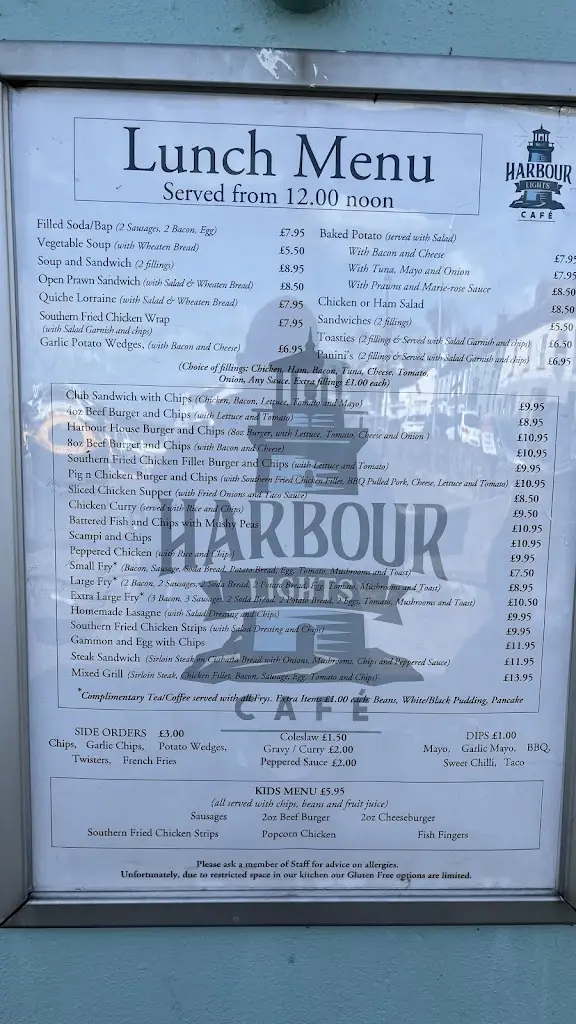 Lunch Menu
Served from 12.00 noon
HARBOUR
LIGHTS
CAFÉ
Filled Soda/Bap (2 Sausages, 2 Bacon, Egg) £7.95
Vegetable Soup (with Wheaten Bread) £5.50
Soup and Sandwich (2 fillings) £8.95
Open Prawn Sandwich (with Salad & Wheaten Bread) £8.50
Quiche Lorraine (with Salad & Wheaten Bread) £7.95
Southern Fried Chicken Wrap £7.95
(with Salad Garnish and chips)
Garlic Potato Wedges, (with Bacon and Cheese) £6.95
Baked Potato (served with Salad)
With Bacon and Cheese £7.95
With Tuna, Mayo and Onion £7.95
With Prawns and Marie-rose Sauce £8.50
Chicken or Ham Salad £8.50
Sandwiches (2 fillings) £5.50
Toasties (2 fillings & Served with Salad Garnish and chips) £6.50
Panini's (2 fillings & Served with Salad Garnish and chips) £6.95
(Choice of fillings: Chicken, Ham, Bacon, Tuna, Cheese, Tomato,
Onion, Any Sauce. Extra fillings £1.00 each)
Club Sandwich with Chips (Chicken, Bacon, Lettuce, Tomato and Mayo) £9.95
4oz Beef Burger and Chips (with Lettuce and Tomato) £8.95
Harbour House Burger and Chips (8oz Burger, with Lettuce, Tomato, Cheese and Onion) £10.95
8oz Beef Burger and Chips (with Bacon and Cheese) £10.95
Southern Fried Chicken Fillet Burger and Chips (with Lettuce and Tomato) £9.95
Pig n Chicken Burger and Chips (with Southern Fried Chicken Fillet, BBQ Pulled Pork, Cheese, Lettuce and Tomato) £10.95
Sliced Chicken Supper (with Fried Onions and Taco Sauce) £8.50
Chicken Curry (served with Rice and Chips) £9.50
Battered Fish and Chips with Mushy Peas £10.95
Scampi and Chips £10.95
Peppered Chicken (with Rice and Chips) £9.95
Small Fry* (Bacon, Sausage, Soda Bread, Potato Bread, Egg, Tomato, Mushrooms and Toast) £7.50
Large Fry* (2 Bacon, 2 Sausages, 2 Soda Bread, 2 Potato Bread, Egg, Tomato, Mushrooms and Toast) £8.95
Extra Large Fry* (3 Bacon, 3 Sausages, 2 Soda Bread, 2 Potato Bread, 3 Eggs, Tomato, Mushrooms and Toast) £10.50
Homemade Lasagne (with Salad Dressing and Chips) £9.95
Southern Fried Chicken Strips (with Salad Dressing and Chips) £9.95
Gammon and Egg with Chips £11.95
Steak Sandwich (Sirloin Steak on Ciabatta Bread with Onions, Mushrooms, Chips and Peppered Sauce) £11.95
Mixed Grill (Sirloin Steak, Chicken Fillet, Bacon, Sausage, Egg, Tomato and Chips) £13.95
*Complimentary Tea/Coffee served with all Frys. Extra Items £1.00 each: Beans, White/Black Pudding, Pancake
HARBOUR
LIGHTS
CAFÉ
SIDE ORDERS £3.00
Chips, Garlic Chips, Potato Wedges,
Twisters, French Fries
Coleslaw £1.50
Gravy / Curry £2.00
Peppered Sauce £2.00
DIPS £1.00
Mayo, Garlic Mayo, BBQ,
Sweet Chilli, Taco
KIDS MENU £5.95
(all served with chips, beans and fruit juice)
Sausages 2oz Beef Burger 2oz Cheeseburger
Southern Fried Chicken Strips Popcorn Chicken Fish Fingers
Please ask a member of Staff for advice on allergies.
Unfortunately, due to restricted space in our kitchen our Gluten Free options are limited.